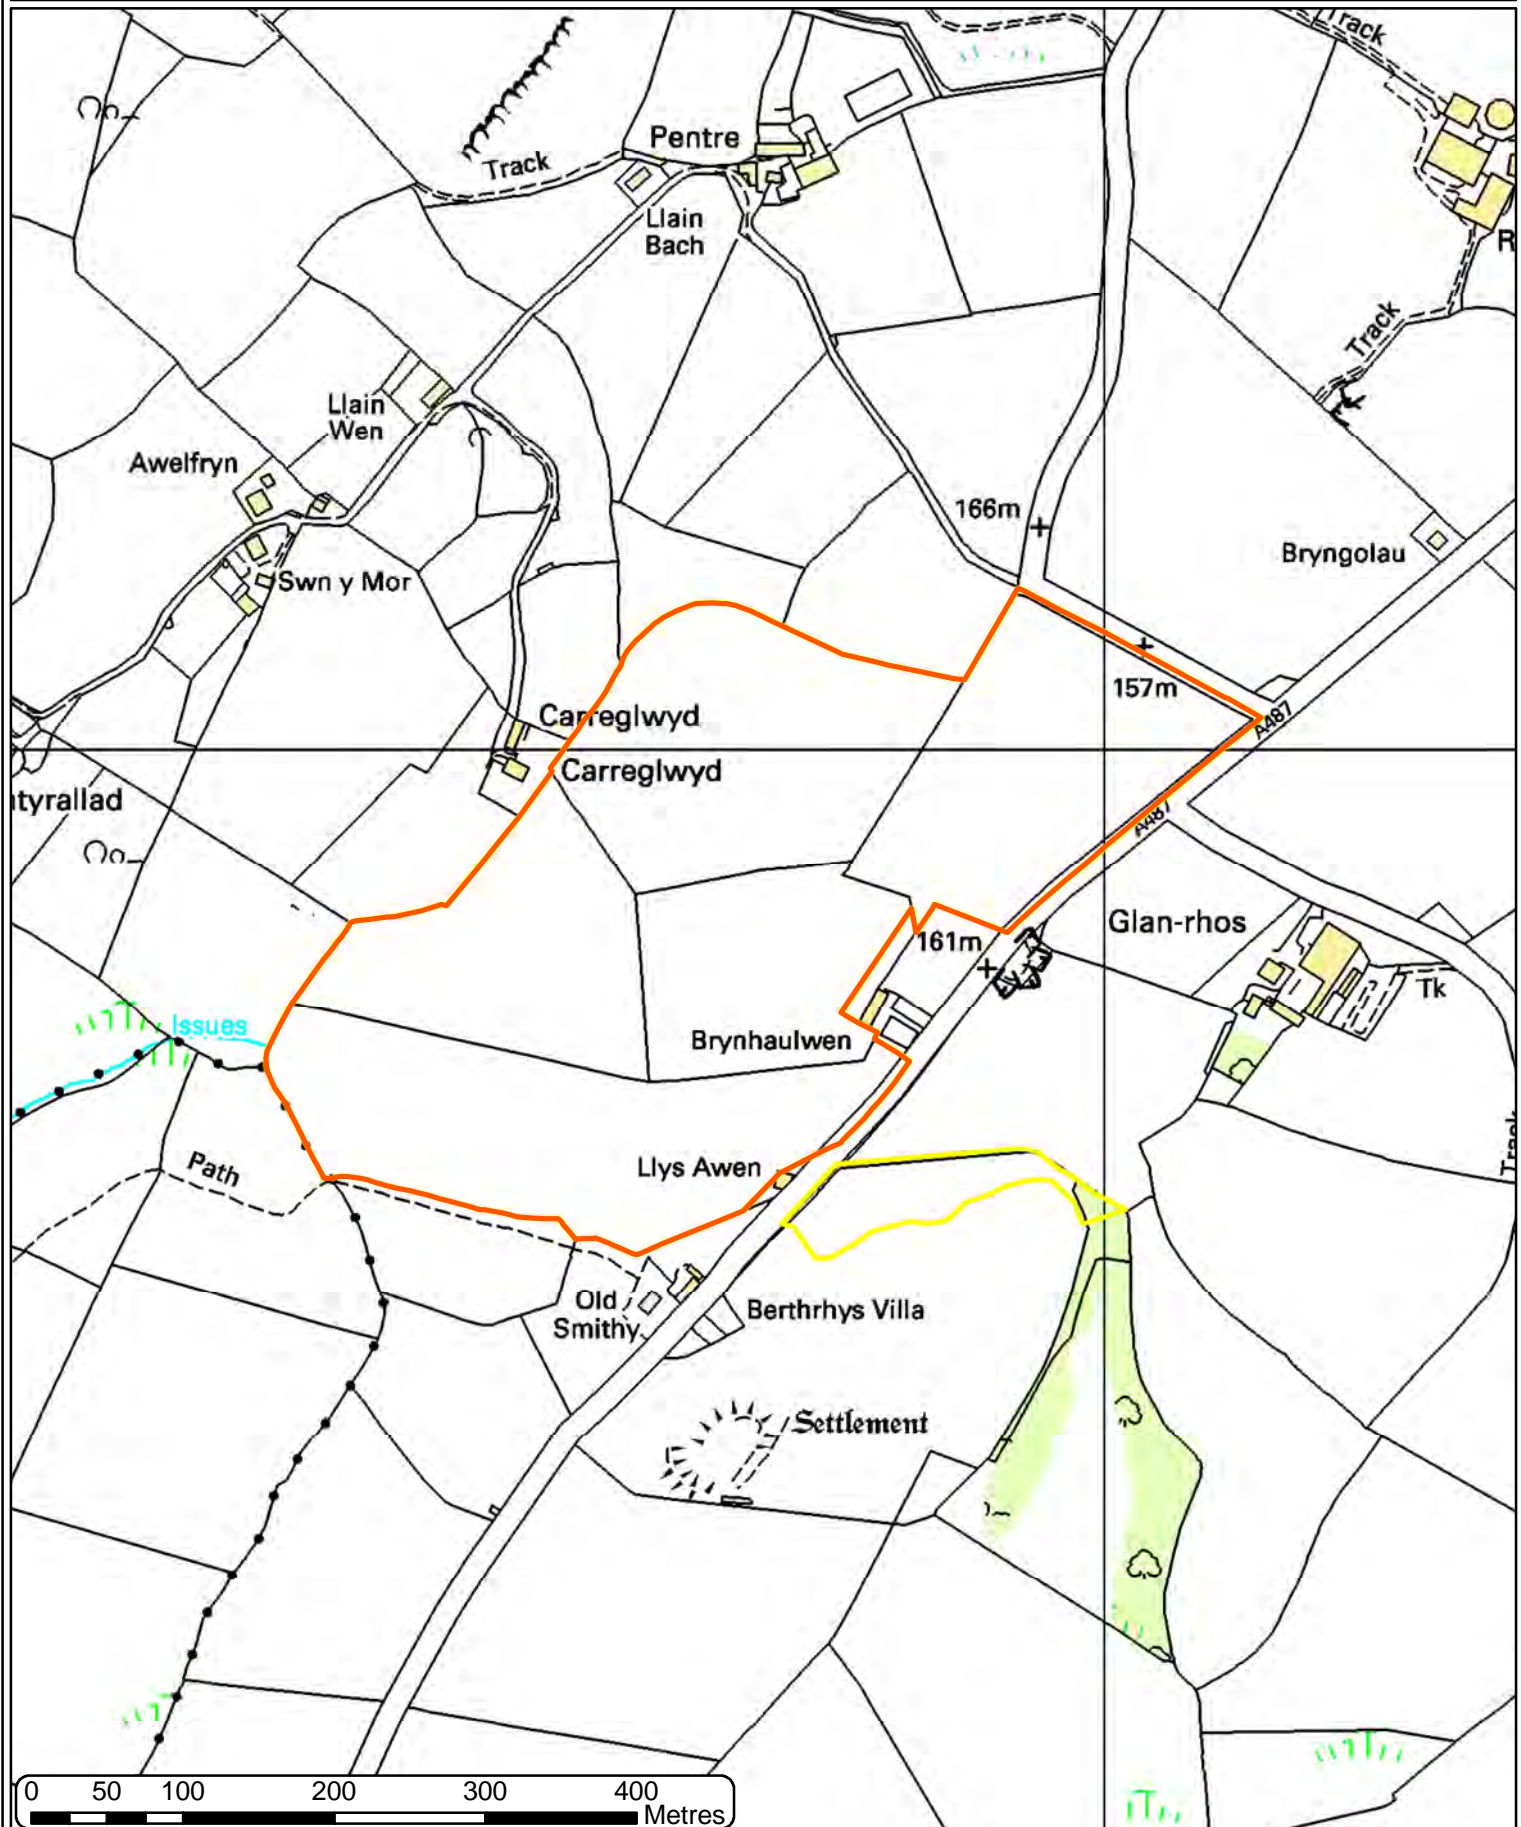 Track
Pentre
Track
Llain
Bach
R
Track
Llain
Wen
Awelfryn
166m
Bryngolau
Swn y Mor
157m
Carreglwyd
A487
Carreglwyd
ntyrallad
A487
Glan-rhos
161m
Tk
Issues
Brynhaulwen
Path
Llys Awen
Track
Old
Smithy
Berthrhys Villa
Settlement
0 50 100 200 300 400
Metres